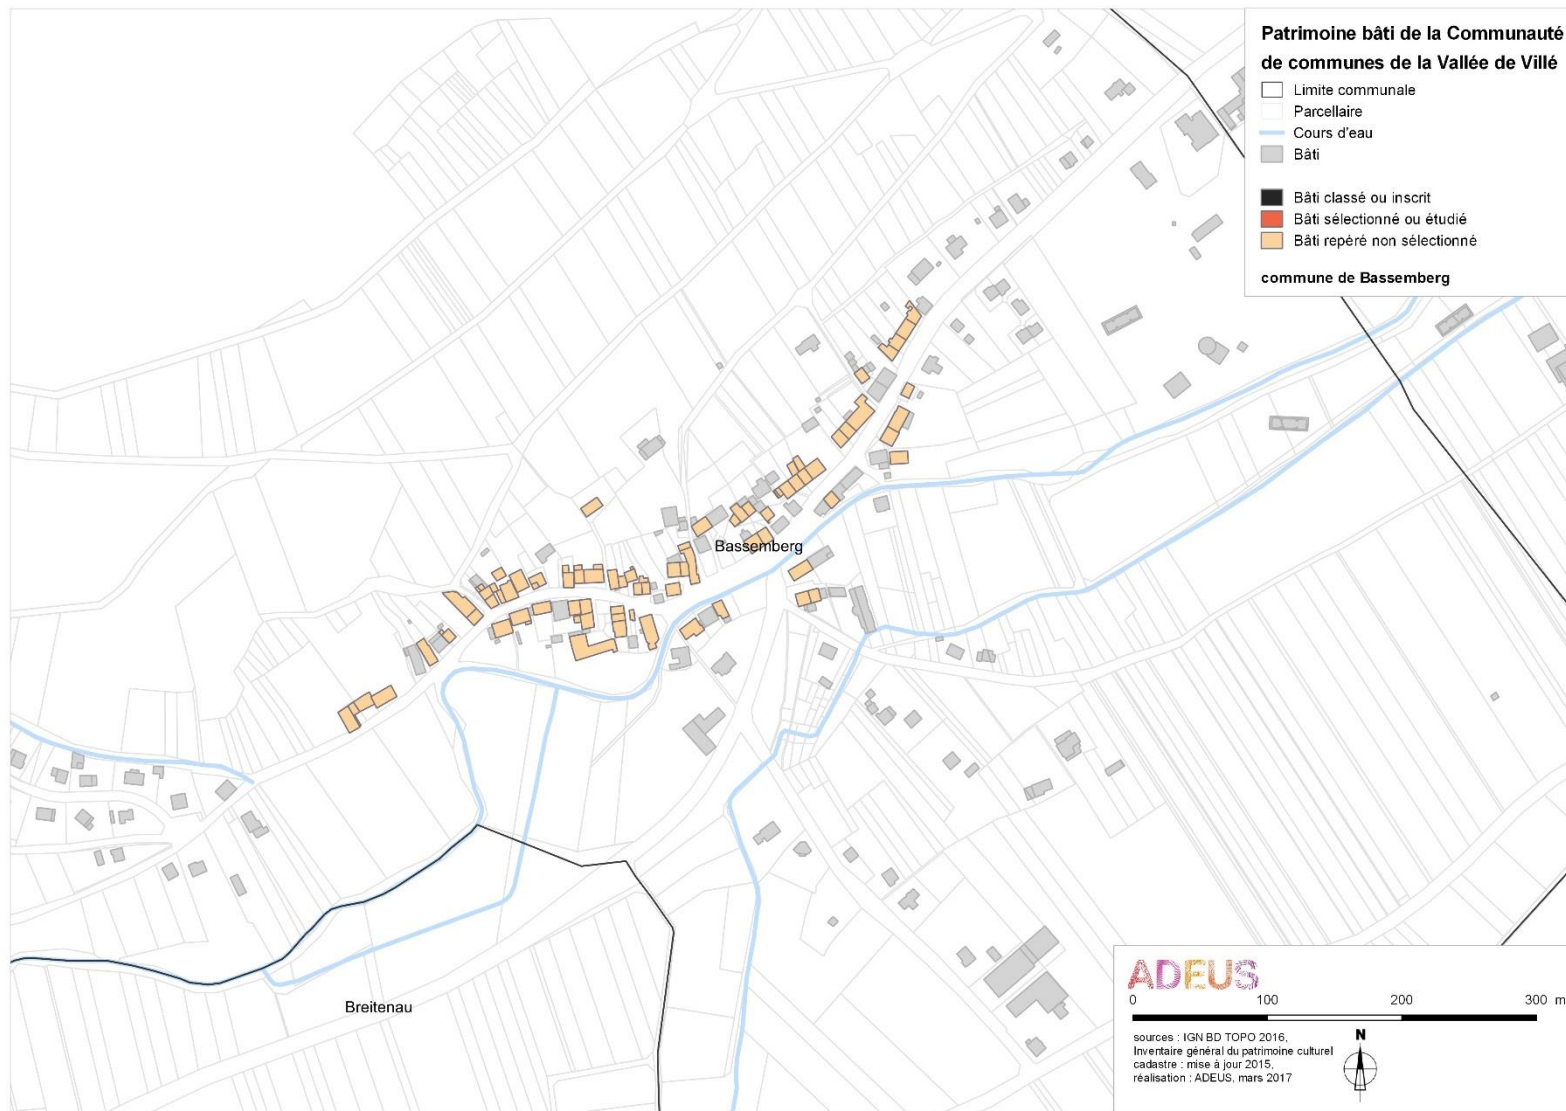 Patrimoine bâti de la Communauté
de communes de la Vallée de Villé
Limite communale
Parcellaire
Cours d'eau
Bâti
Bâti classé ou inscrit
Bâti sélectionné ou étudié
Bâti repéré non sélectionné
commune de Bassemberg
Bassemberg
Breitenau
ADEUS
0 100 200 300 m
sources : IGN BD TOPO 2016,
Inventaire général du patrimoine culturel
cadastre : mise à jour 2015,
réalisation : ADEUS, mars 2017
N